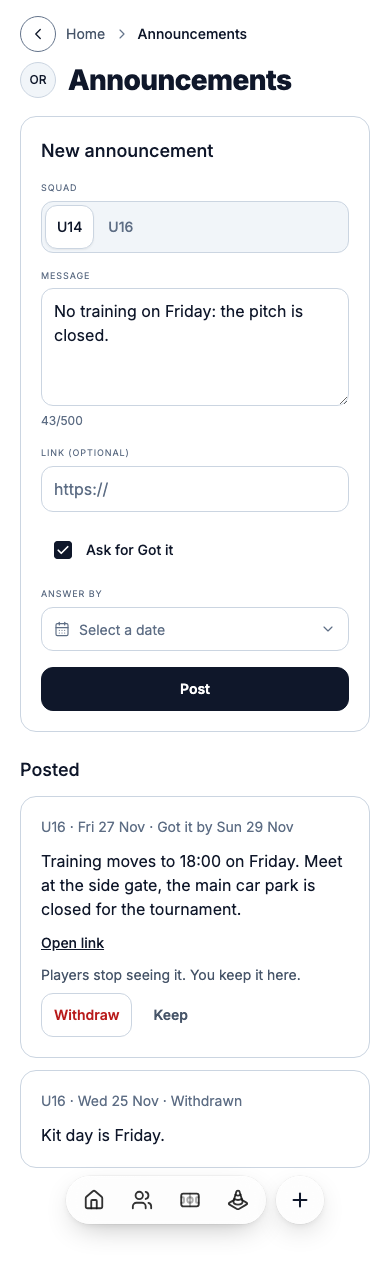 Home > Announcements
OR Announcements
New announcement
SQUAD
U14 U16
MESSAGE
No training on Friday: the pitch is
closed.
43/500
LINK (OPTIONAL)
https://
Ask for Got it
ANSWER BY
Select a date
Post
Posted
U16 · Fri 27 Nov · Got it by Sun 29 Nov
Training moves to 18:00 on Friday. Meet
at the side gate, the main car park is
closed for the tournament.
Open link
Players stop seeing it. You keep it here.
Withdraw Keep
U16 · Wed 25 Nov · Withdrawn
Kit day is Friday.